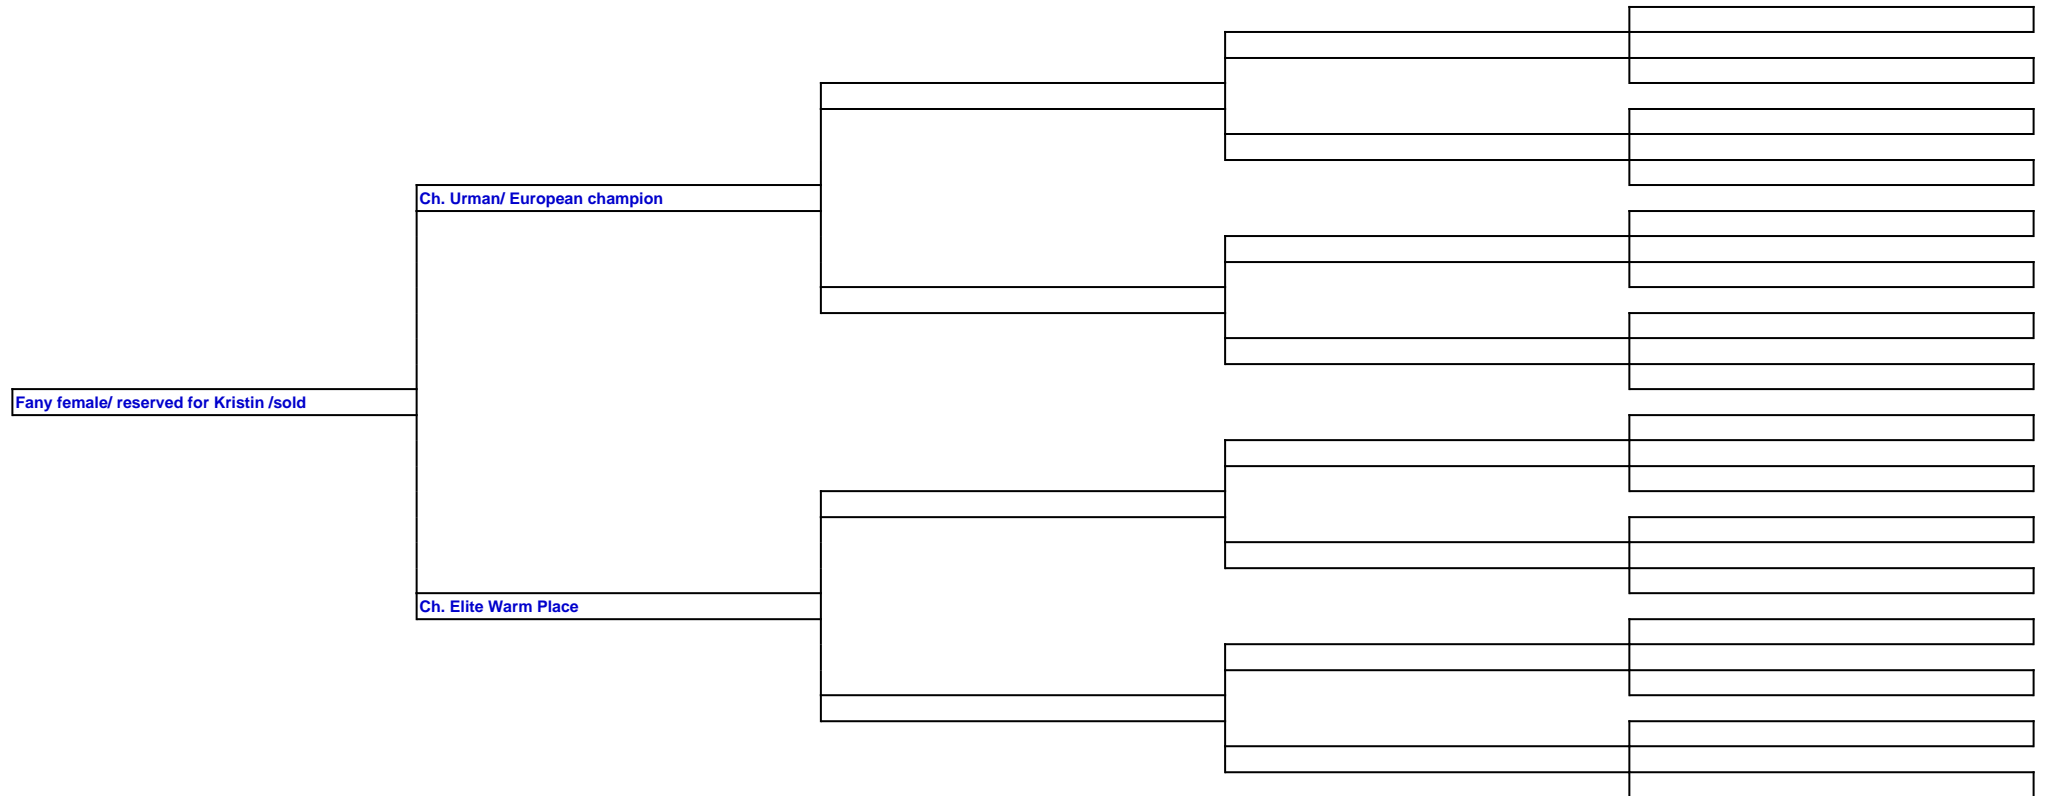 Ch. Urman/ European champion
Fany female/ reserved for Kristin /sold
Ch. Elite Warm Place